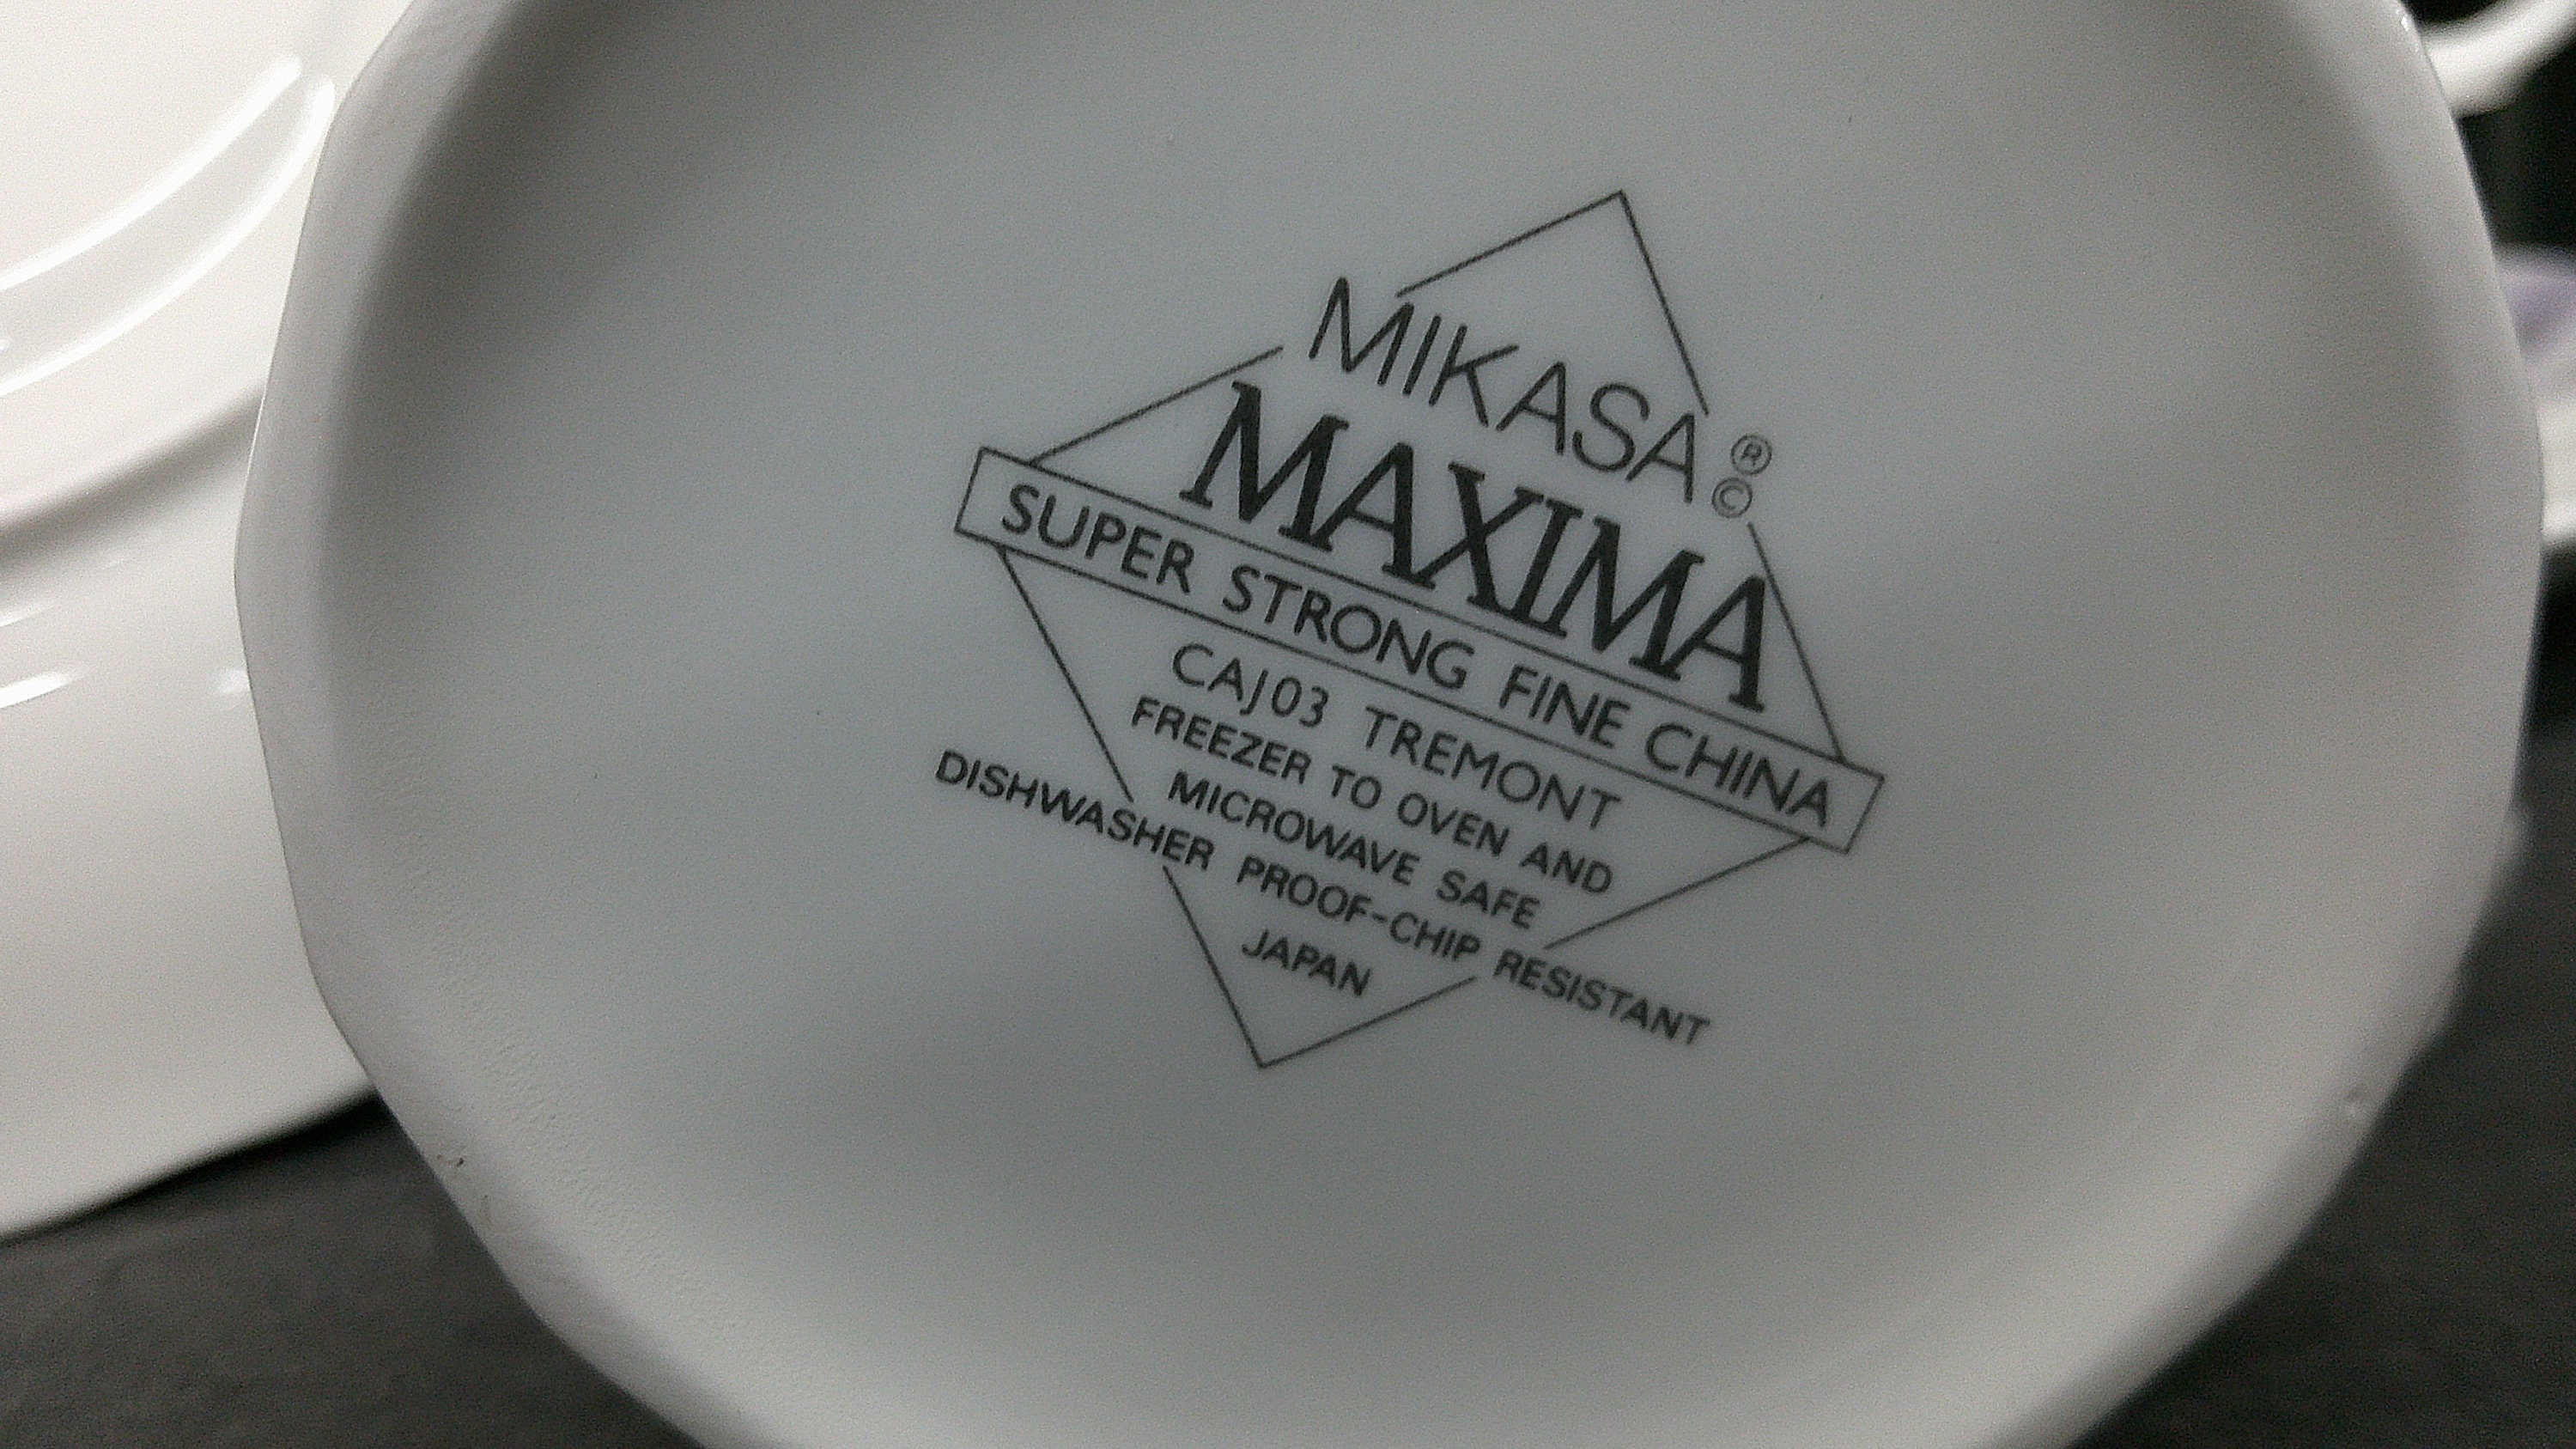 MIKASA®
©
MAXIMA
SUPER STRONG FINE CHINA
CAJ03 TREMONT
FREEZER TO OVEN AND
MICROWAVE SAFE
DISHWASHER PROOF-CHIP RESISTANT
JAPAN